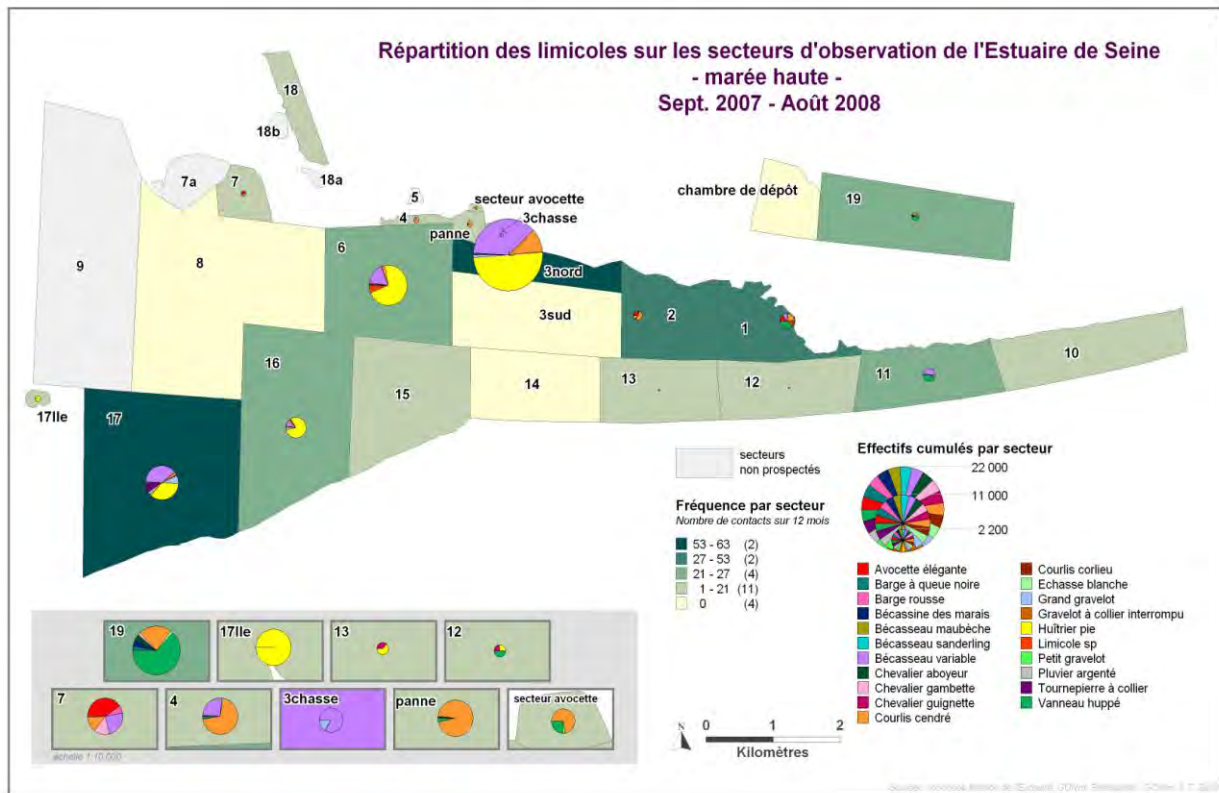 Répartition des limicoles sur les secteurs d'observation de l'Estuaire de Seine
- marée haute -
Sept. 2007 - Août 2008
18
18b
18a
7a
7
5
secteur avocette
3chasse
4
panne
chambre de dépôt
19
9
8
6
3nord
3sud
2
1
16
15
14
13
12
11
10
17Ile
17
secteurs
non prospectés
Fréquence par secteur
Nombre de contacts sur 12 mois
53 - 63 (2)
27 - 53 (2)
21 - 27 (4)
1 - 21 (11)
0 (4)
Effectifs cumulés par secteur
22 000
11 000
2 200
Avocette élégante
Barge à queue noire
Barge rousse
Bécassine des marais
Bécasseau maubèche
Bécasseau sanderling
Bécasseau variable
Chevalier aboyeur
Chevalier gambette
Chevalier guignette
Courlis cendré
Courlis corlieu
Echasse blanche
Grand gravelot
Gravelot à collier interrompu
Huîtrier pie
Limicole sp
Petit gravelot
Pluvier argenté
Tournepierre à collier
Vanneau huppé
19
17Ile
13
12
7
4
3chasse
panne
secteur avocette
échelle 1:10 000
N
0 1 2
Kilomètres